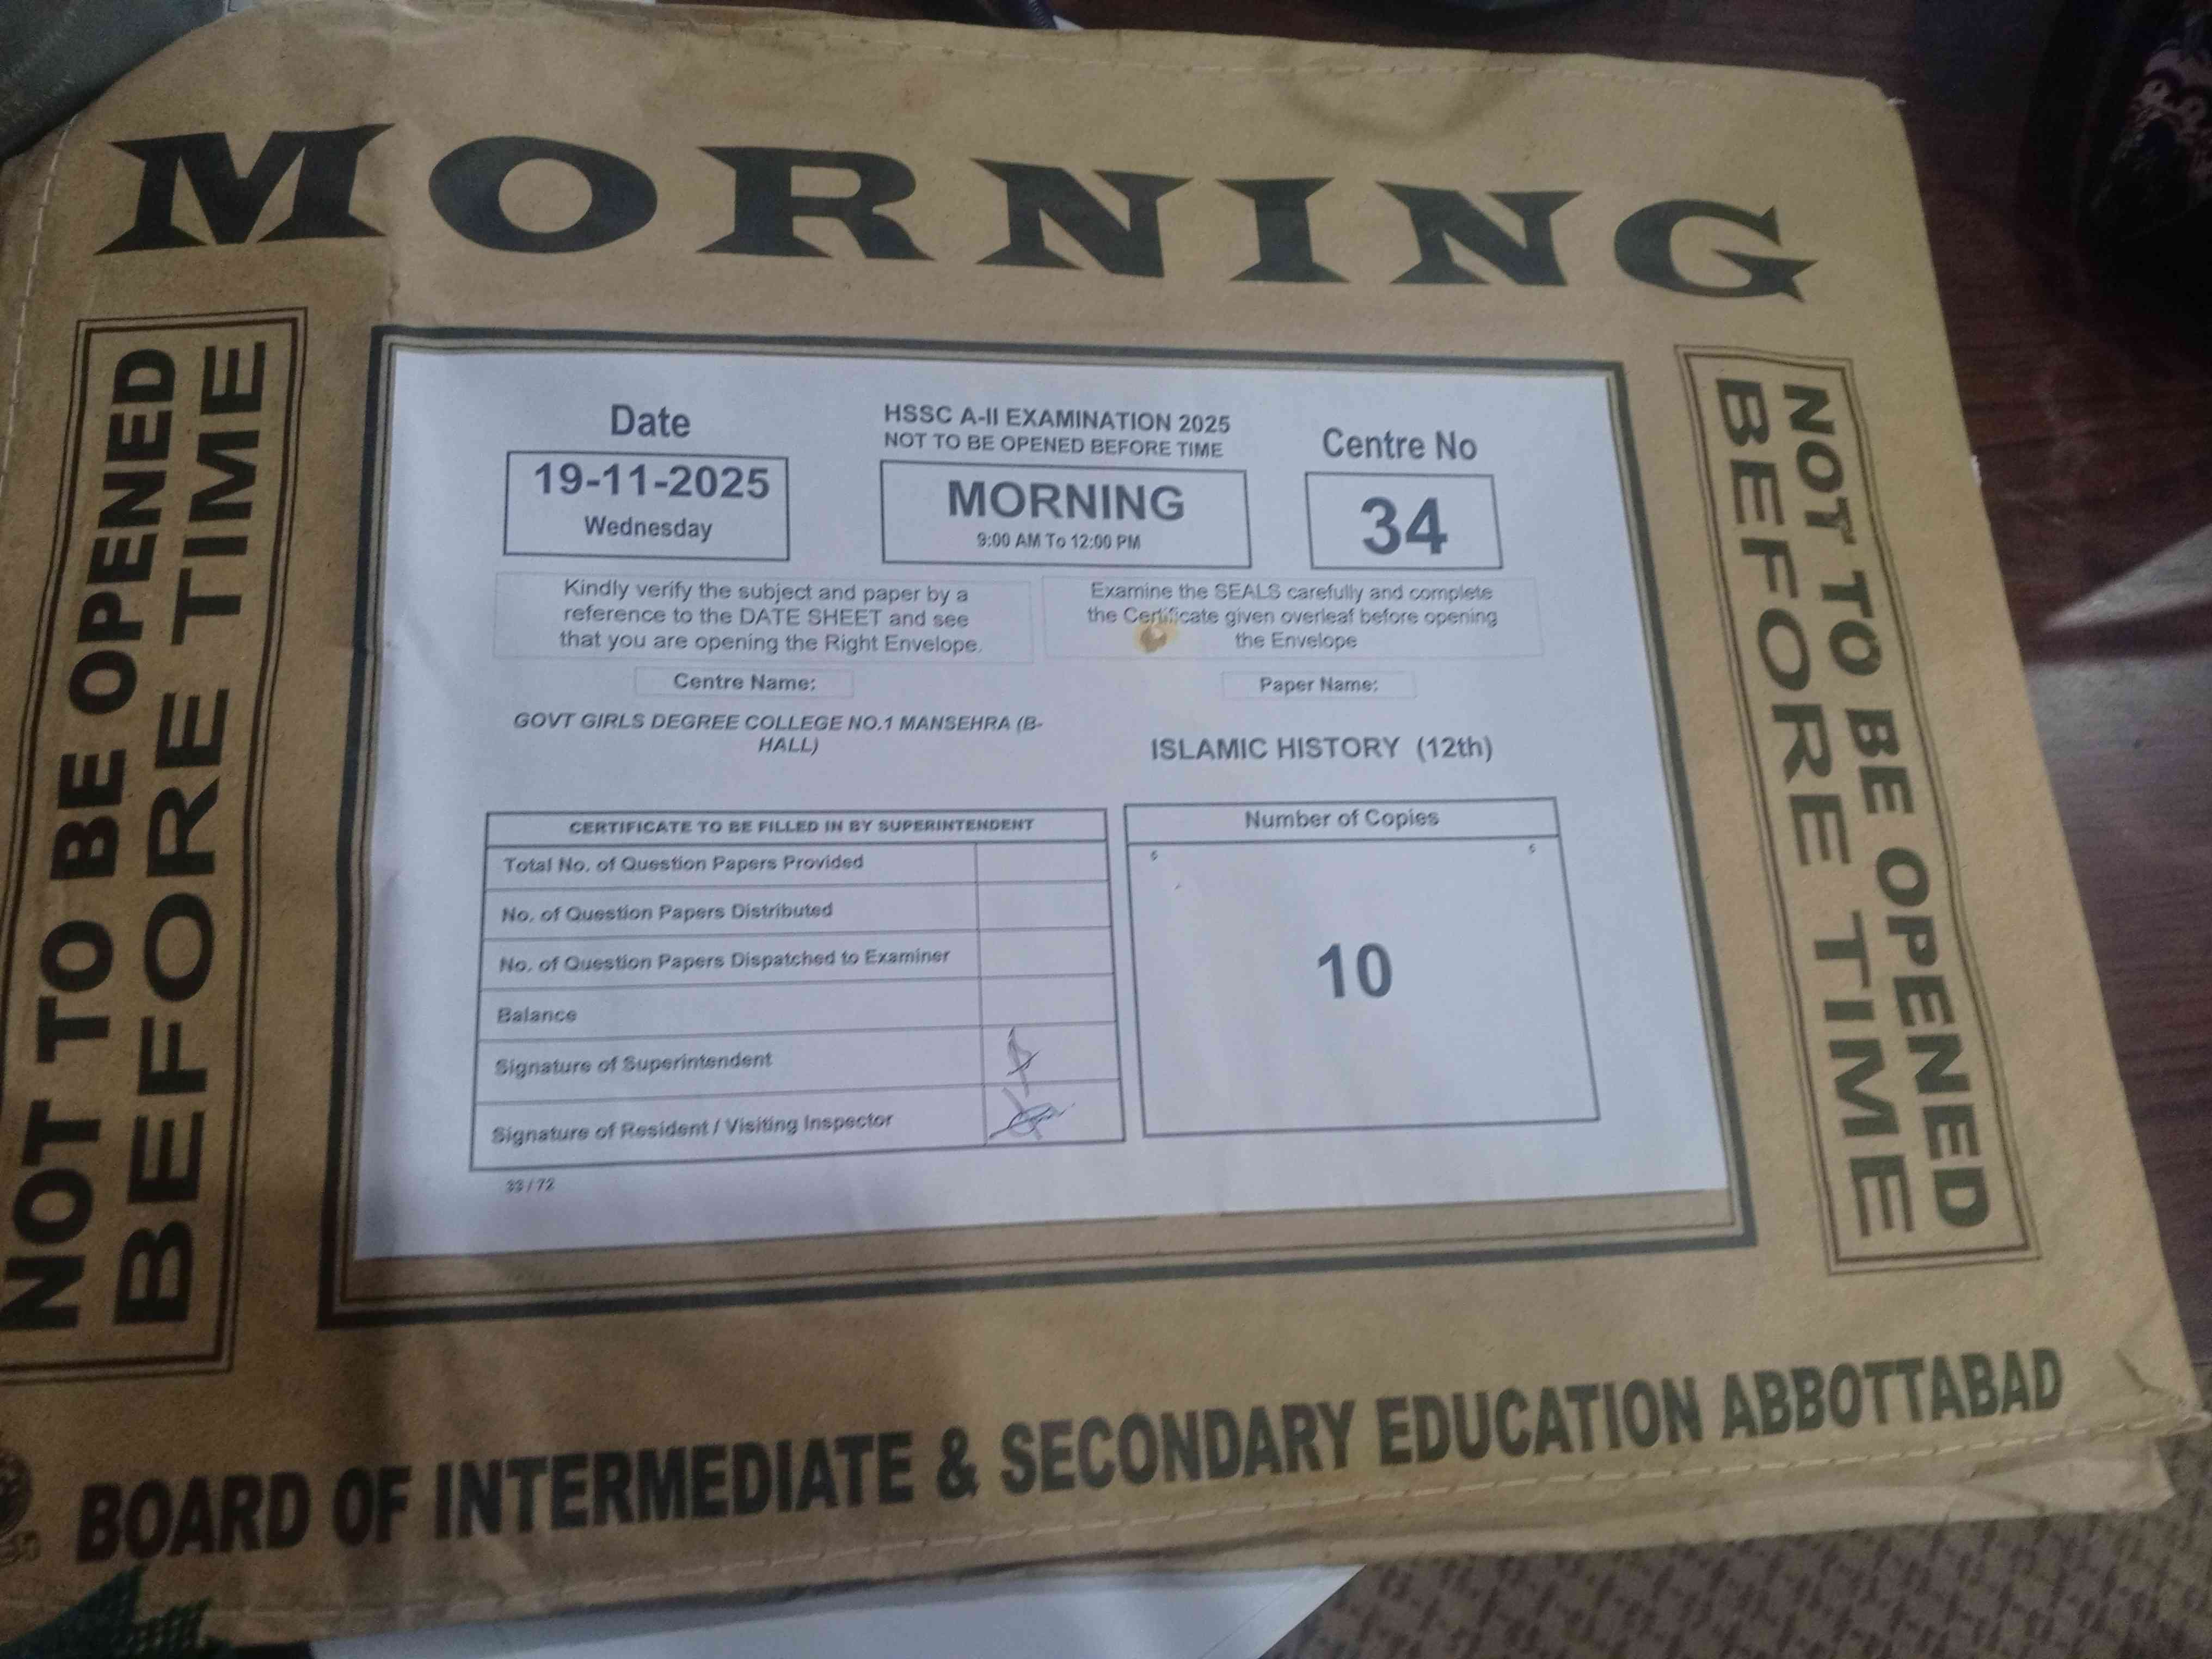 MORNING
NOT TO BE OPENED
BEFORE TIME
Date
19-11-2025
Wednesday
HSSC A-II EXAMINATION 2025
NOT TO BE OPENED BEFORE TIME
MORNING
9:00 AM To 12:00 PM
Centre No
34
Kindly verify the subject and paper by a
reference to the DATE SHEET and see
that you are opening the Right Envelope.
Examine the SEALS carefully and complete
the Certificate given overleaf before opening
the Envelope
Centre Name:
GOVT GIRLS DEGREE COLLEGE NO.1 MANSEHRA (B-
HALL)
Paper Name:
ISLAMIC HISTORY (12th)
CERTIFICATE TO BE FILLED IN BY SUPERINTENDENT
Total No. of Question Papers Provided
No. of Question Papers Distributed
No. of Question Papers Dispatched to Examiner
Balance
Signature of Superintendent
Signature of Resident / Visiting Inspector
33 / 72
Number of Copies
10
NOT TO BE OPENED
BEFORE TIME
BOARD OF INTERMEDIATE & SECONDARY EDUCATION ABBOTTABAD